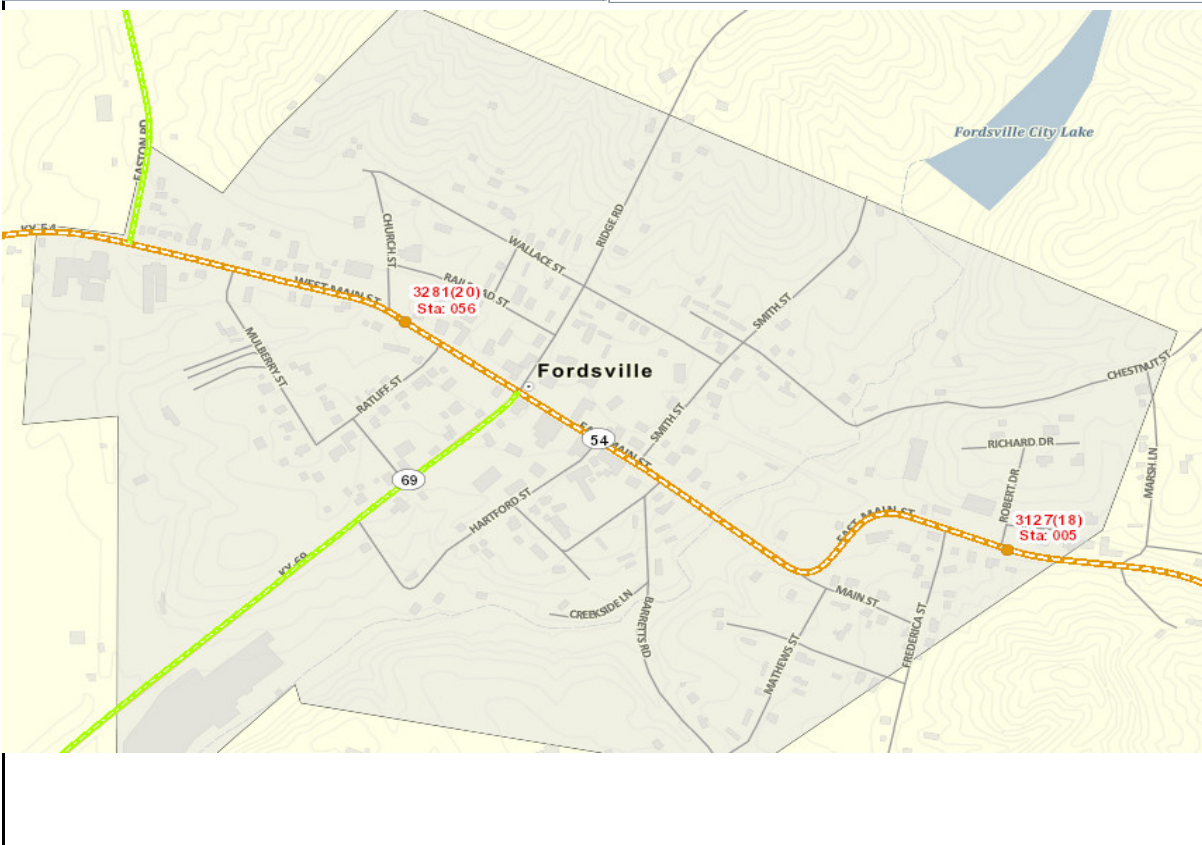 EASTON RD
Fordsville City Lake
KY 54
CHURCH ST
WALLACE ST
RIDGE RD
RAILROAD ST
WEST MAIN ST
3281(20)
Sta: 056
SMITH ST
MULBERRY ST
Fordsville
CHESTNUT ST
RATLIFF ST
SMITH ST
54
EAST MAIN ST
RICHARD DR
MARSH LN
69
HARTFORD ST
ROBERT DR
EAST MAIN ST
3127(18)
Sta: 005
KY 69
CREEKSIDE LN
MAIN ST
BARRETTS RD
FREDERICA ST
MATHEWS ST